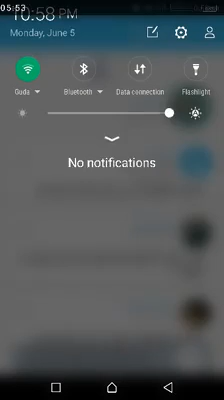 05:53
10:58 PM
Monday, June 5
Guda
Bluetooth
Data connection
Flashlight
No notifications